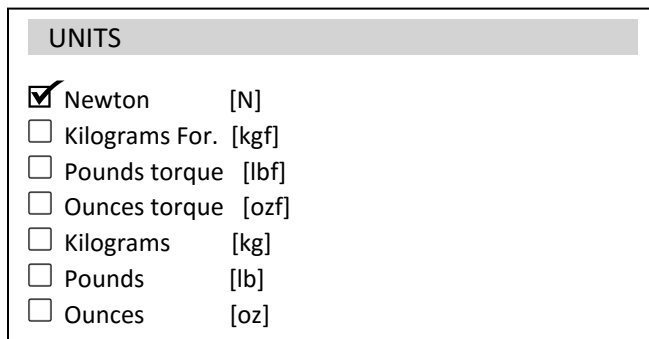 UNITS
Newton [N]
Kilograms For. [kgf]
Pounds torque [lbf]
Ounces torque [ozf]
Kilograms [kg]
Pounds [lb]
Ounces [oz]